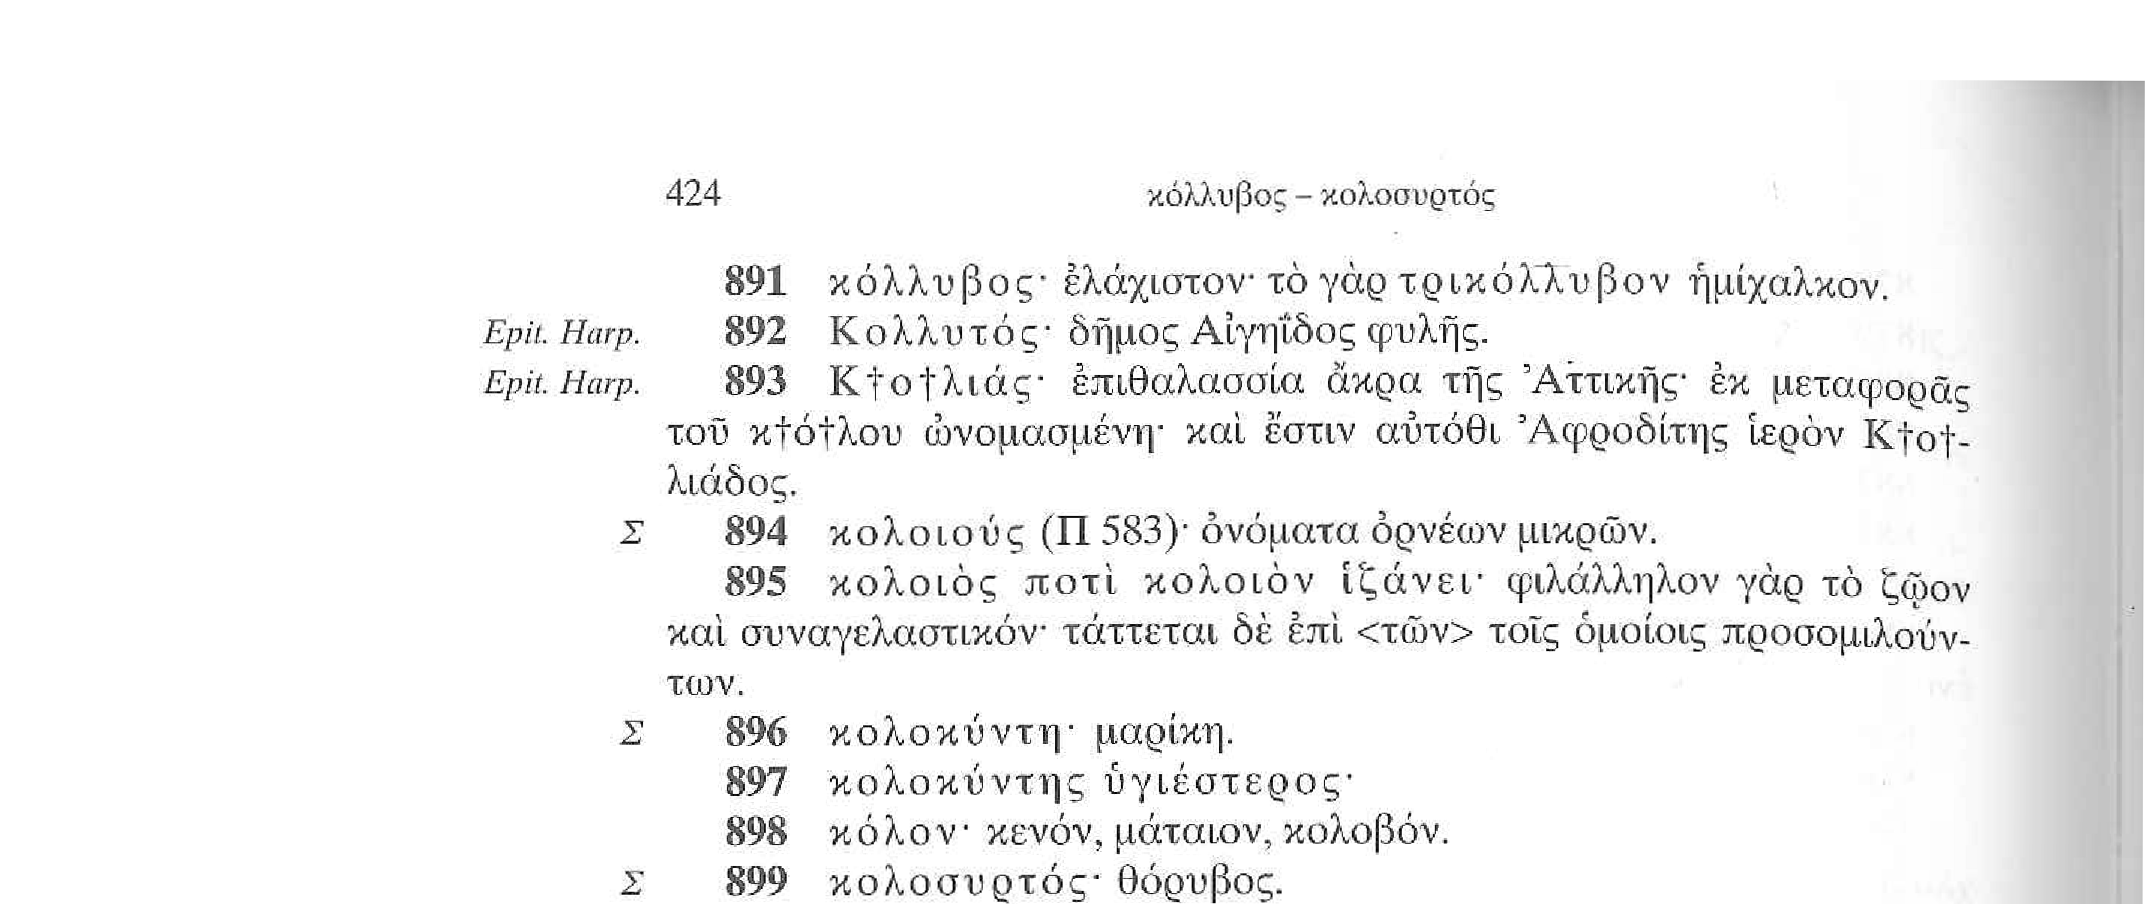 424 κόλλυβος – κολοσυρτός
891 κόλλυβος· ἐλάχιστον· τὸ γὰρ τρικόλλυβον ἡμίχαλκον.
Epit. Harp. 892 Κολλυτός· δῆμος Αἰγηΐδος φυλῆς.
Epit. Harp. 893 Κ†ο†λιάς· ἐπιθαλασσία ἄκρα τῆς Ἀττικῆς· ἐκ μεταφορᾶς
τοῦ κ†ό†λου ὠνομασμένη· καὶ ἔστιν αὐτόθι Ἀφροδίτης ἱερὸν Κ†ο†-
λιάδος.
Σ 894 κολοιούς (Π 583)· ὀνόματα ὀρνέων μικρῶν.
895 κολοιὸς ποτὶ κολοιὸν ἱζάνει· φιλάλληλον γὰρ τὸ ζῷον
καὶ συναγελαστικόν· τάττεται δὲ ἐπὶ <τῶν> τοῖς ὁμοίοις προσομιλούν-
των.
Σ 896 κολοκύντη· μαρίκη.
897 κολοκύντης ὑγιέστερος·
898 κόλον· κενόν, μάταιον, κολοβόν.
Σ 899 κολοσυρτός· θόρυβος.